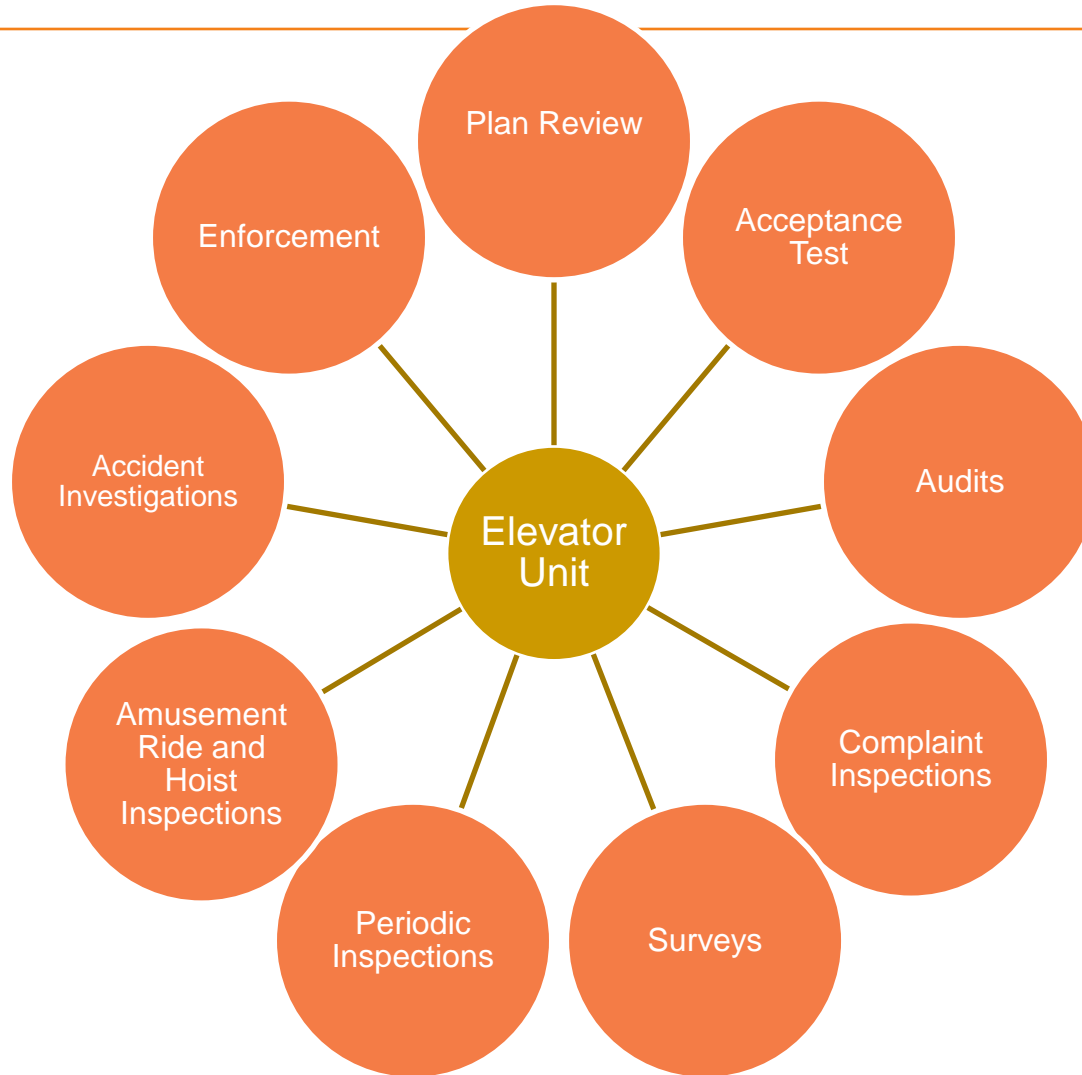 Plan Review
Acceptance
Test
Audits
Complaint
Inspections
Surveys
Periodic
Inspections
Amusement
Ride and
Hoist
Inspections
Accident
Investigations
Enforcement
Elevator
Unit